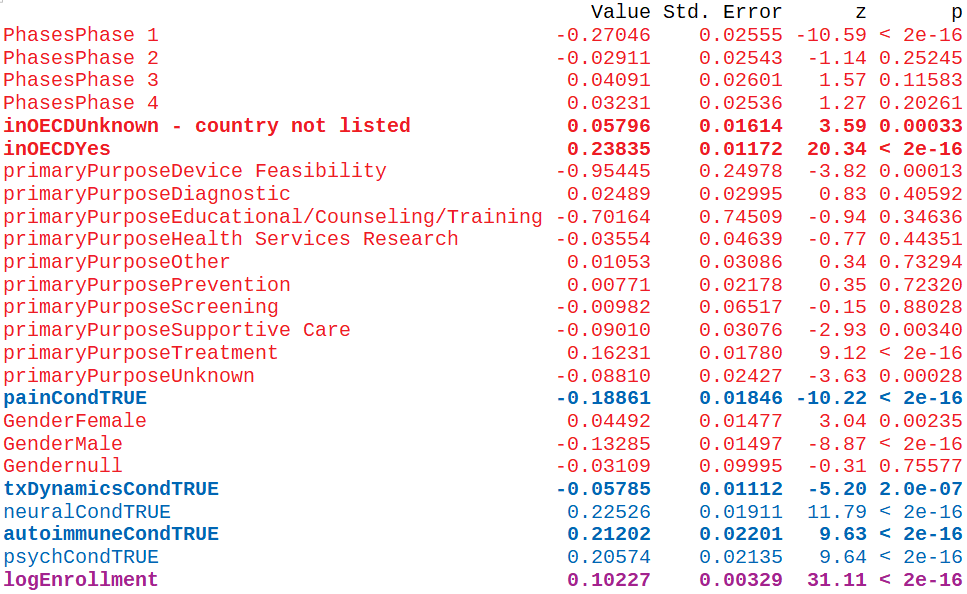 Value Std. Error z p
PhasesPhase 1 -0.27046 0.02555 -10.59 < 2e-16
PhasesPhase 2 -0.02911 0.02543 -1.14 0.25245
PhasesPhase 3 0.04091 0.02601 1.57 0.11583
PhasesPhase 4 0.03231 0.02536 1.27 0.20261
inOECDUnknown - country not listed 0.05796 0.01614 3.59 0.00033
inOECDYes 0.23835 0.01172 20.34 < 2e-16
primaryPurposeDevice Feasibility -0.95445 0.24978 -3.82 0.00013
primaryPurposeDiagnostic 0.02489 0.02995 0.83 0.40592
primaryPurposeEducational/Counseling/Training -0.70164 0.74509 -0.94 0.34636
primaryPurposeHealth Services Research -0.03554 0.04639 -0.77 0.44351
primaryPurposeOther 0.01053 0.03086 0.34 0.73294
primaryPurposePrevention 0.00771 0.02178 0.35 0.72320
primaryPurposeScreening -0.00982 0.06517 -0.15 0.88028
primaryPurposeSupportive Care -0.09010 0.03076 -2.93 0.00340
primaryPurposeTreatment 0.16231 0.01780 9.12 < 2e-16
primaryPurposeUnknown -0.08810 0.02427 -3.63 0.00028
painCondTRUE -0.18861 0.01846 -10.22 < 2e-16
GenderFemale 0.04492 0.01477 3.04 0.00235
GenderMale -0.13285 0.01497 -8.87 < 2e-16
Gendernull -0.03109 0.09995 -0.31 0.75577
txDynamicsCondTRUE -0.05785 0.01112 -5.20 2.0e-07
neuralCondTRUE 0.22526 0.01911 11.79 < 2e-16
autoimmuneCondTRUE 0.21202 0.02201 9.63 < 2e-16
psychCondTRUE 0.20574 0.02135 9.64 < 2e-16
logEnrollment 0.10227 0.00329 31.11 < 2e-16